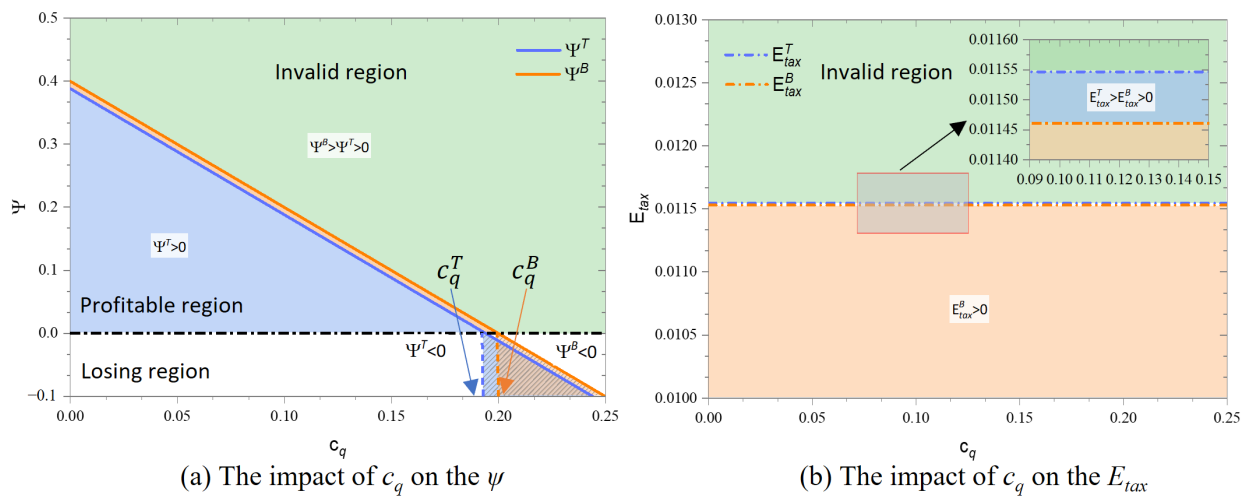 0.5
0.4
0.3
0.2
0.1
0.0
−0.1
Ψ
Invalid region
Ψ^T
Ψ^B
Ψ^B>Ψ^T>0
Ψ^T>0
Profitable region
c_q^T
c_q^B
Ψ^T<0
Ψ^B<0
Losing region
0.00 0.05 0.10 0.15 0.20 0.25
c_q
(a) The impact of c_q on the ψ
0.0130
0.0125
0.0120
0.0115
0.0110
0.0105
0.0100
E_tax
E_tax^T
E_tax^B
Invalid region
0.01160
0.01155
0.01150
0.01145
0.01140
E_tax^T>E_tax^B>0
0.09 0.10 0.11 0.12 0.13 0.14 0.15
E_tax^B>0
0.00 0.05 0.10 0.15 0.20 0.25
c_q
(b) The impact of c_q on the E_tax